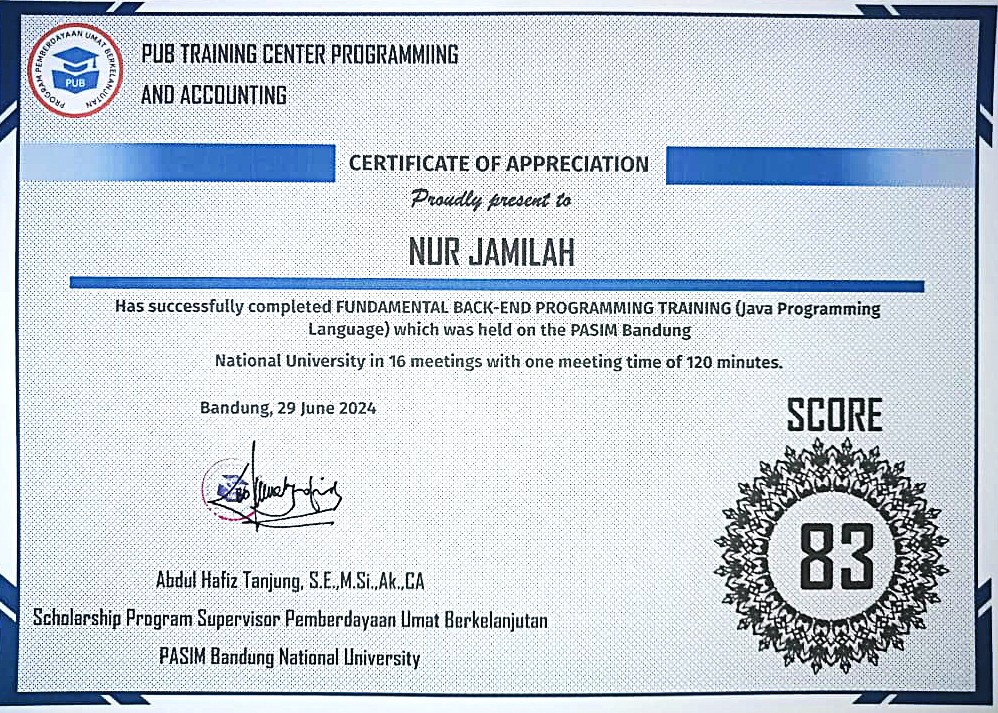 PROGRAM PEMBERDAYAAN UMAT BERKELANJUTAN
PUB
PUB TRAINING CENTER PROGRAMMIING
AND ACCOUNTING
CERTIFICATE OF APPRECIATION
Proudly present to
NUR JAMILAH
Has successfully completed FUNDAMENTAL BACK-END PROGRAMMING TRAINING (Java Programming
Language) which was held on the PASIM Bandung
National University in 16 meetings with one meeting time of 120 minutes.
Bandung, 29 June 2024
SCORE
83
Abdul Hafiz Tanjung, S.E.,M.Si.,Ak.,CA
Scholarship Program Supervisor Pemberdayaan Umat Berkelanjutan
PASIM Bandung National University